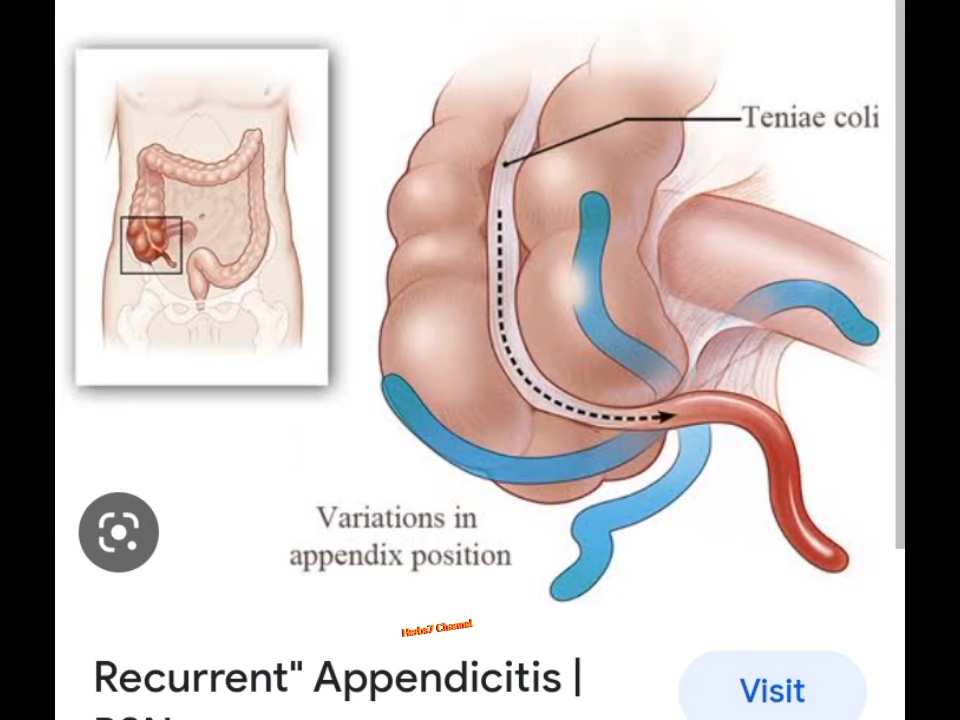 Teniae coli
Variations in
appendix position
Herbs7 Channel
Recurrent" Appendicitis |
Visit